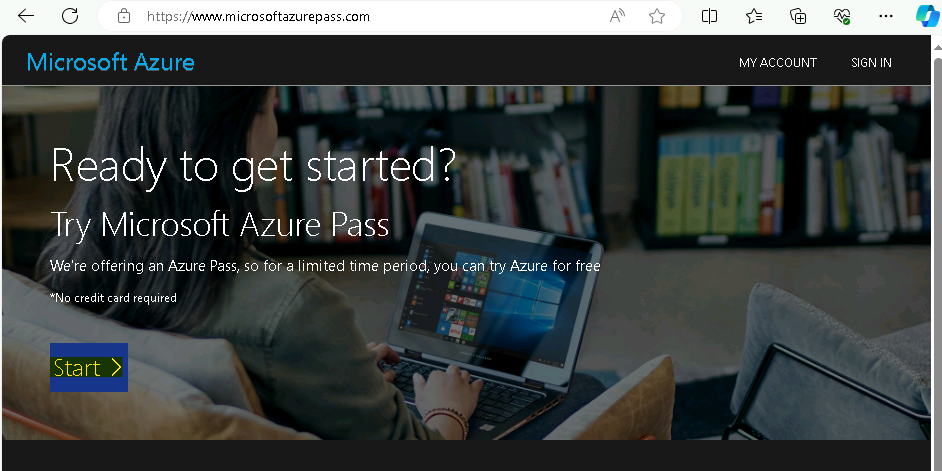 https://www.microsoftazurepass.com
Microsoft Azure
MY ACCOUNT
SIGN IN
Ready to get started?
Try Microsoft Azure Pass
We're offering an Azure Pass, so for a limited time period, you can try Azure for free
*No credit card required
Start >